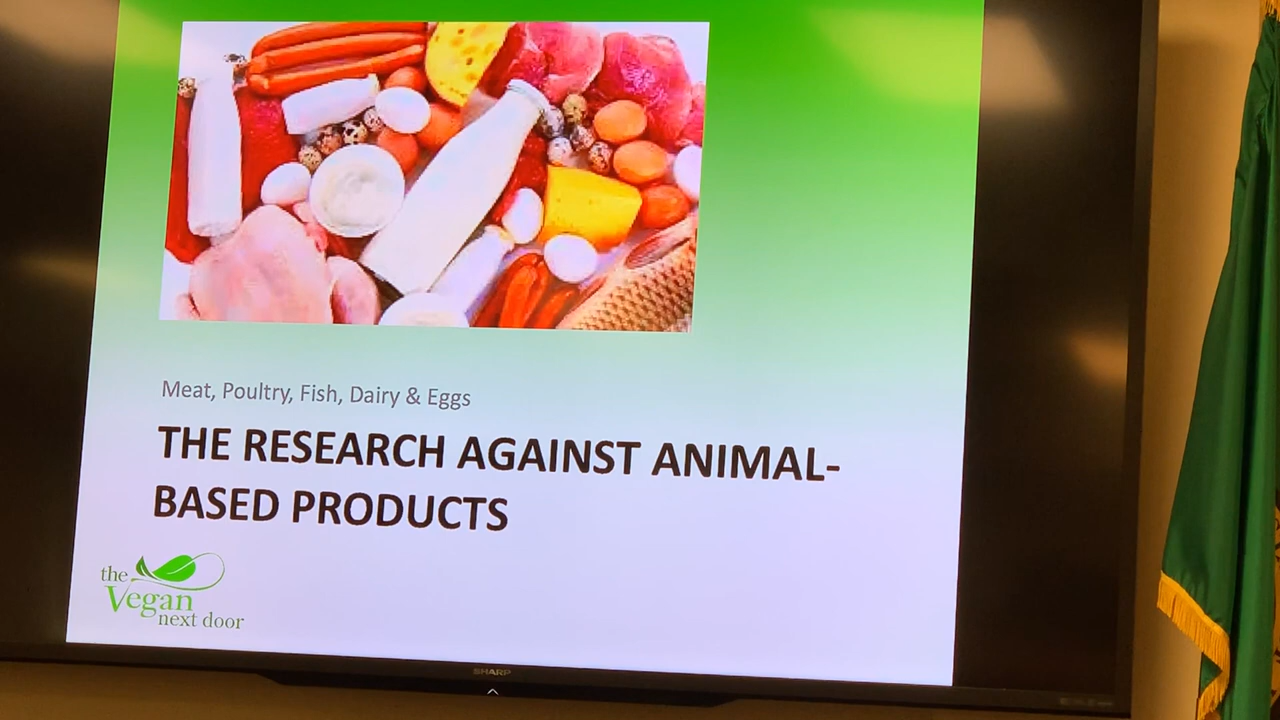 Meat, Poultry, Fish, Dairy & Eggs
THE RESEARCH AGAINST ANIMAL-
BASED PRODUCTS
the
Vegan
next door
SHARP